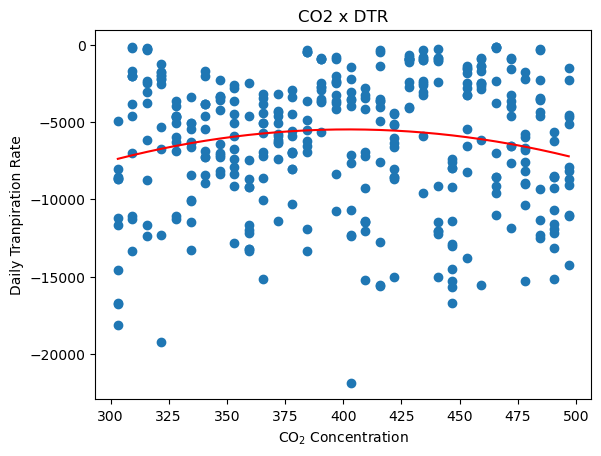 CO2 x DTR
0
−5000
−10000
−15000
−20000
Daily Tranpiration Rate
300 325 350 375 400 425 450 475 500
CO₂ Concentration